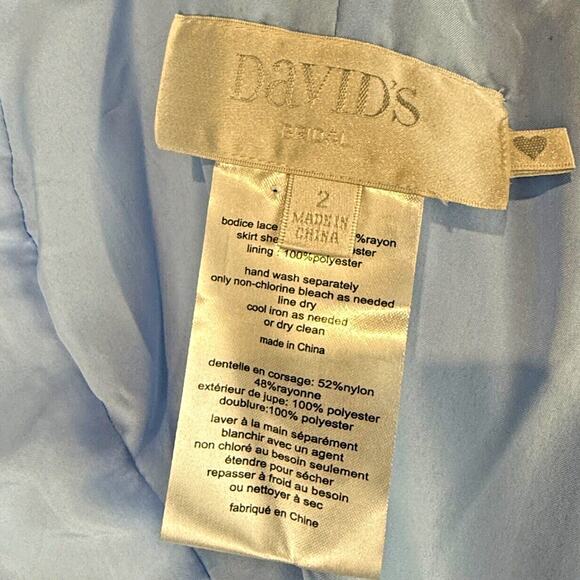 DAVID'S
BRIDAL
2
MADE IN
CHINA
bodice lace %rayon
skirt she ster
lining : 100%polyester
hand wash separately
only non-chlorine bleach as needed
line dry
cool iron as needed
or dry clean
made in China
dentelle en corsage: 52%nylon
48%rayonne
extérieur de jupe: 100% polyester
doublure:100% polyester
laver à la main séparément
blanchir avec un agent
non chloré au besoin seulement
étendre pour sécher
repasser à froid au besoin
ou nettoyer à sec
fabriqué en Chine